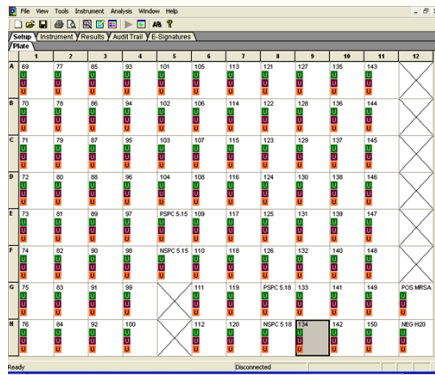 File View Tools Instrument Analysis Window Help
Setup Instrument Results Audit Trail E-Signatures
Plate
1 2 3 4 5 6 7 8 9 10 11 12
A 69 77 85 93 101 105 113 121 127 135 143
U U U U U U U U U U U
U U U U U U U U U U U
U U U U U U U U U U U
B 70 78 86 94 102 106 114 122 128 136 144
U U U U U U U U U U U
U U U U U U U U U U U
U U U U U U U U U U U
C 71 79 87 95 103 107 115 123 129 137 145
U U U U U U U U U U U
U U U U U U U U U U U
U U U U U U U U U U U
D 72 80 88 96 104 108 116 124 130 138 146
U U U U U U U U U U U
U U U U U U U U U U U
U U U U U U U U U U U
E 73 81 89 97 PSPC 5.15 109 117 125 131 139 147
U U U U U U U U U U U
U U U U U U U U U U U
U U U U U U U U U U U
F 74 82 90 98 NSPC 5.15 110 118 126 132 140 148
U U U U U U U U U U U
U U U U U U U U U U U
U U U U U U U U U U U
G 75 83 91 99 111 119 PSPC 5.18 133 141 149 POS MRSA
U U U U U U U U U U U
U U U U U U U U U U U
U U U U U U U U U U U
H 76 84 92 100 112 120 NSPC 5.18 134 142 150 NEG H20
U U U U U U U U U U U
U U U U U U U U U U U
U U U U U U U U U U U
Ready Disconnected